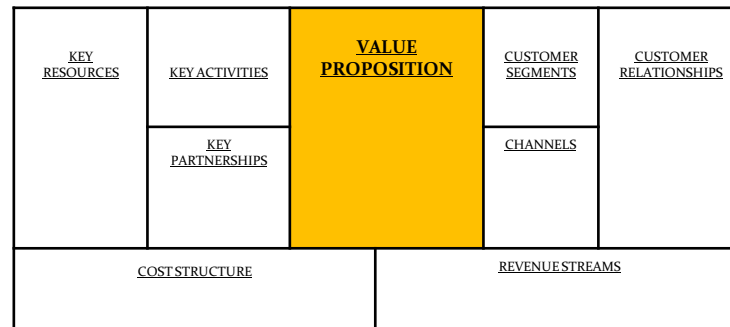 KEY
RESOURCES
KEY ACTIVITIES
KEY
PARTNERSHIPS
VALUE
PROPOSITION
CUSTOMER
SEGMENTS
CHANNELS
CUSTOMER
RELATIONSHIPS
COST STRUCTURE
REVENUE STREAMS